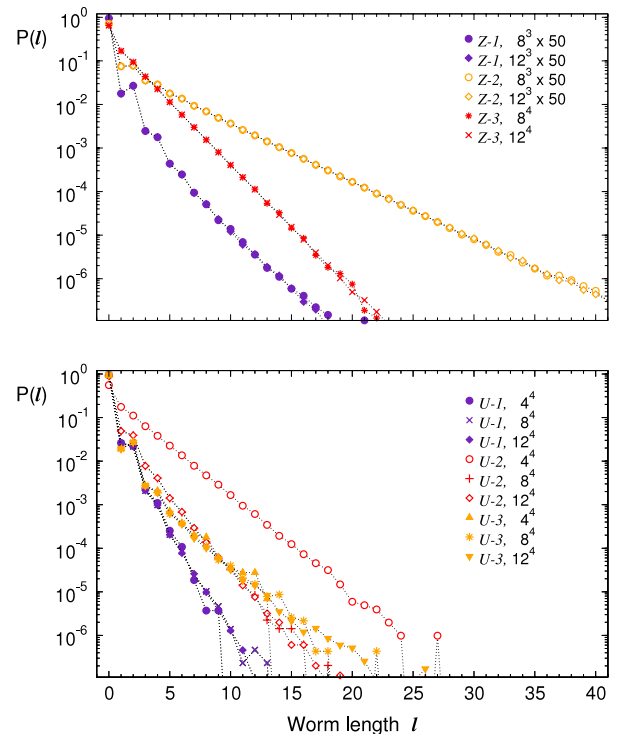 P(l)
10^0
10^-1
10^-2
10^-3
10^-4
10^-5
10^-6
Z-1, 8^3 x 50
Z-1, 12^3 x 50
Z-2, 8^3 x 50
Z-2, 12^3 x 50
Z-3, 8^4
Z-3, 12^4
P(l)
10^0
10^-1
10^-2
10^-3
10^-4
10^-5
10^-6
U-1, 4^4
U-1, 8^4
U-1, 12^4
U-2, 4^4
U-2, 8^4
U-2, 12^4
U-3, 4^4
U-3, 8^4
U-3, 12^4
0 5 10 15 20 25 30 35 40
Worm length l